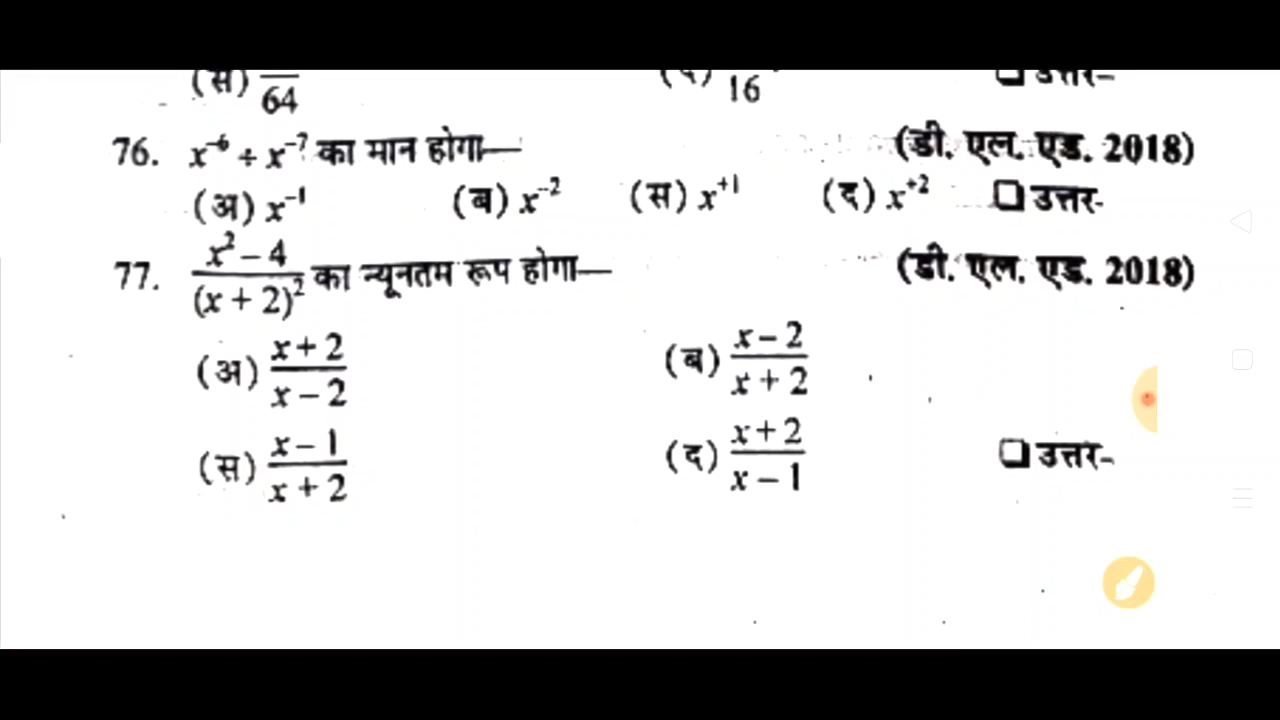 (स) 64 (द) 16 ❑ उत्तर–
76. x⁻⁶ ÷ x⁻⁷ का मान होगा— (डी. एल. एड. 2018)
(अ) x⁻¹ (ब) x⁻² (स) x⁺¹ (द) x⁺² ❑ उत्तर-
77. (x² – 4)/(x + 2)² का न्यूनतम रूप होगा— (डी. एल. एड. 2018)
(अ) (x + 2)/(x – 2) (ब) (x – 2)/(x + 2)
(स) (x – 1)/(x + 2) (द) (x + 2)/(x – 1) ❑ उत्तर-